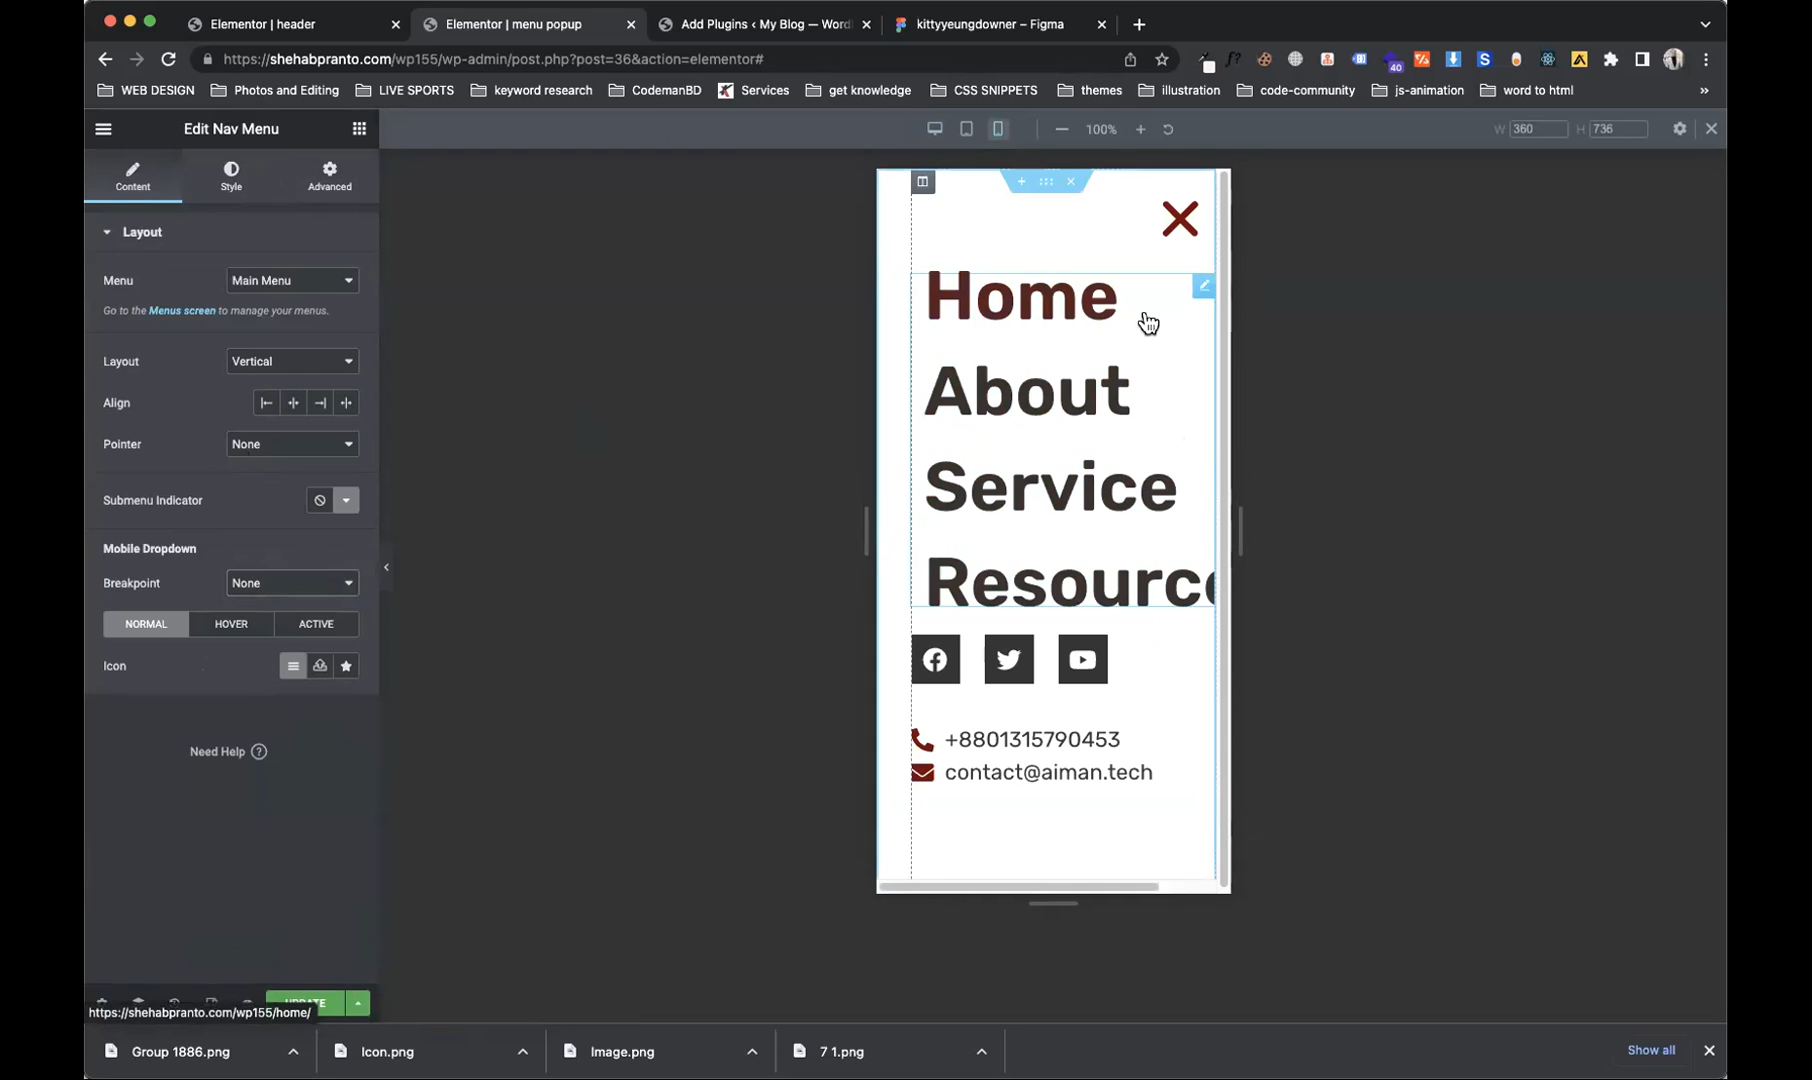 Elementor | header
Elementor | menu popup
Add Plugins ‹ My Blog — Word
kittyyeungdowner – Figma
https://shehabpranto.com/wp155/wp-admin/post.php?post=36&action=elementor#
f?
40
S
WEB DESIGN
Photos and Editing
LIVE SPORTS
keyword research
CodemanBD
Services
get knowledge
CSS SNIPPETS
themes
illustration
code-community
js-animation
word to html
»
Edit Nav Menu
100%
W 360
H 736
Content
Style
Advanced
Layout
Menu
Main Menu
Go to the Menus screen to manage your menus.
Layout
Vertical
Align
Pointer
None
Submenu Indicator
Mobile Dropdown
Breakpoint
None
NORMAL
HOVER
ACTIVE
Icon
Need Help ?
Home
About
Service
Resource
+8801315790453
contact@aiman.tech
UPDATE
https://shehabpranto.com/wp155/home/
Group 1886.png
Icon.png
Image.png
7 1.png
Show all